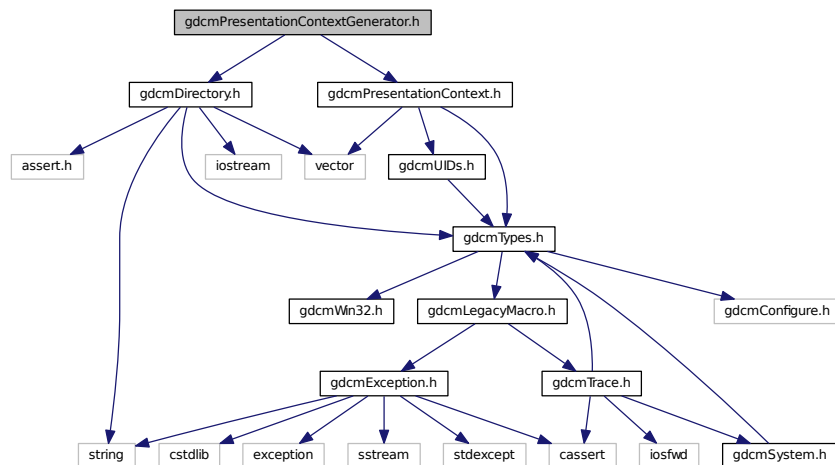 gdcmPresentationContextGenerator.h
gdcmDirectory.h
gdcmPresentationContext.h
assert.h
iostream
vector
gdcmUIDs.h
gdcmTypes.h
gdcmWin32.h
gdcmLegacyMacro.h
gdcmConfigure.h
gdcmException.h
gdcmTrace.h
string
cstdlib
exception
sstream
stdexcept
cassert
iosfwd
gdcmSystem.h